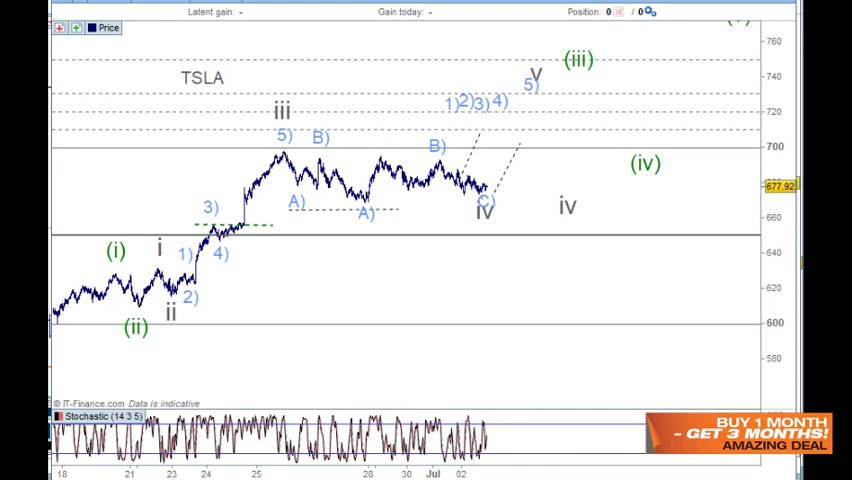 Latent gain: -
Gain today: -
Position: 0 / 0
Price
TSLA
760
740
720
700
677.92
660
640
620
600
580
(iii)
v
5)
1) 2) 3) 4)
iii
5)
B)
B)
(iv)
A)
A)
C)
iv
iv
3)
(i)
i
1)
4)
2)
ii
(ii)
© IT-Finance.com Data is indicative
Stochastic (14 3 5)
BUY 1 MONTH
- GET 3 MONTHS!
AMAZING DEAL
18 21 22 23 24 25 28 29 30 Jul 02